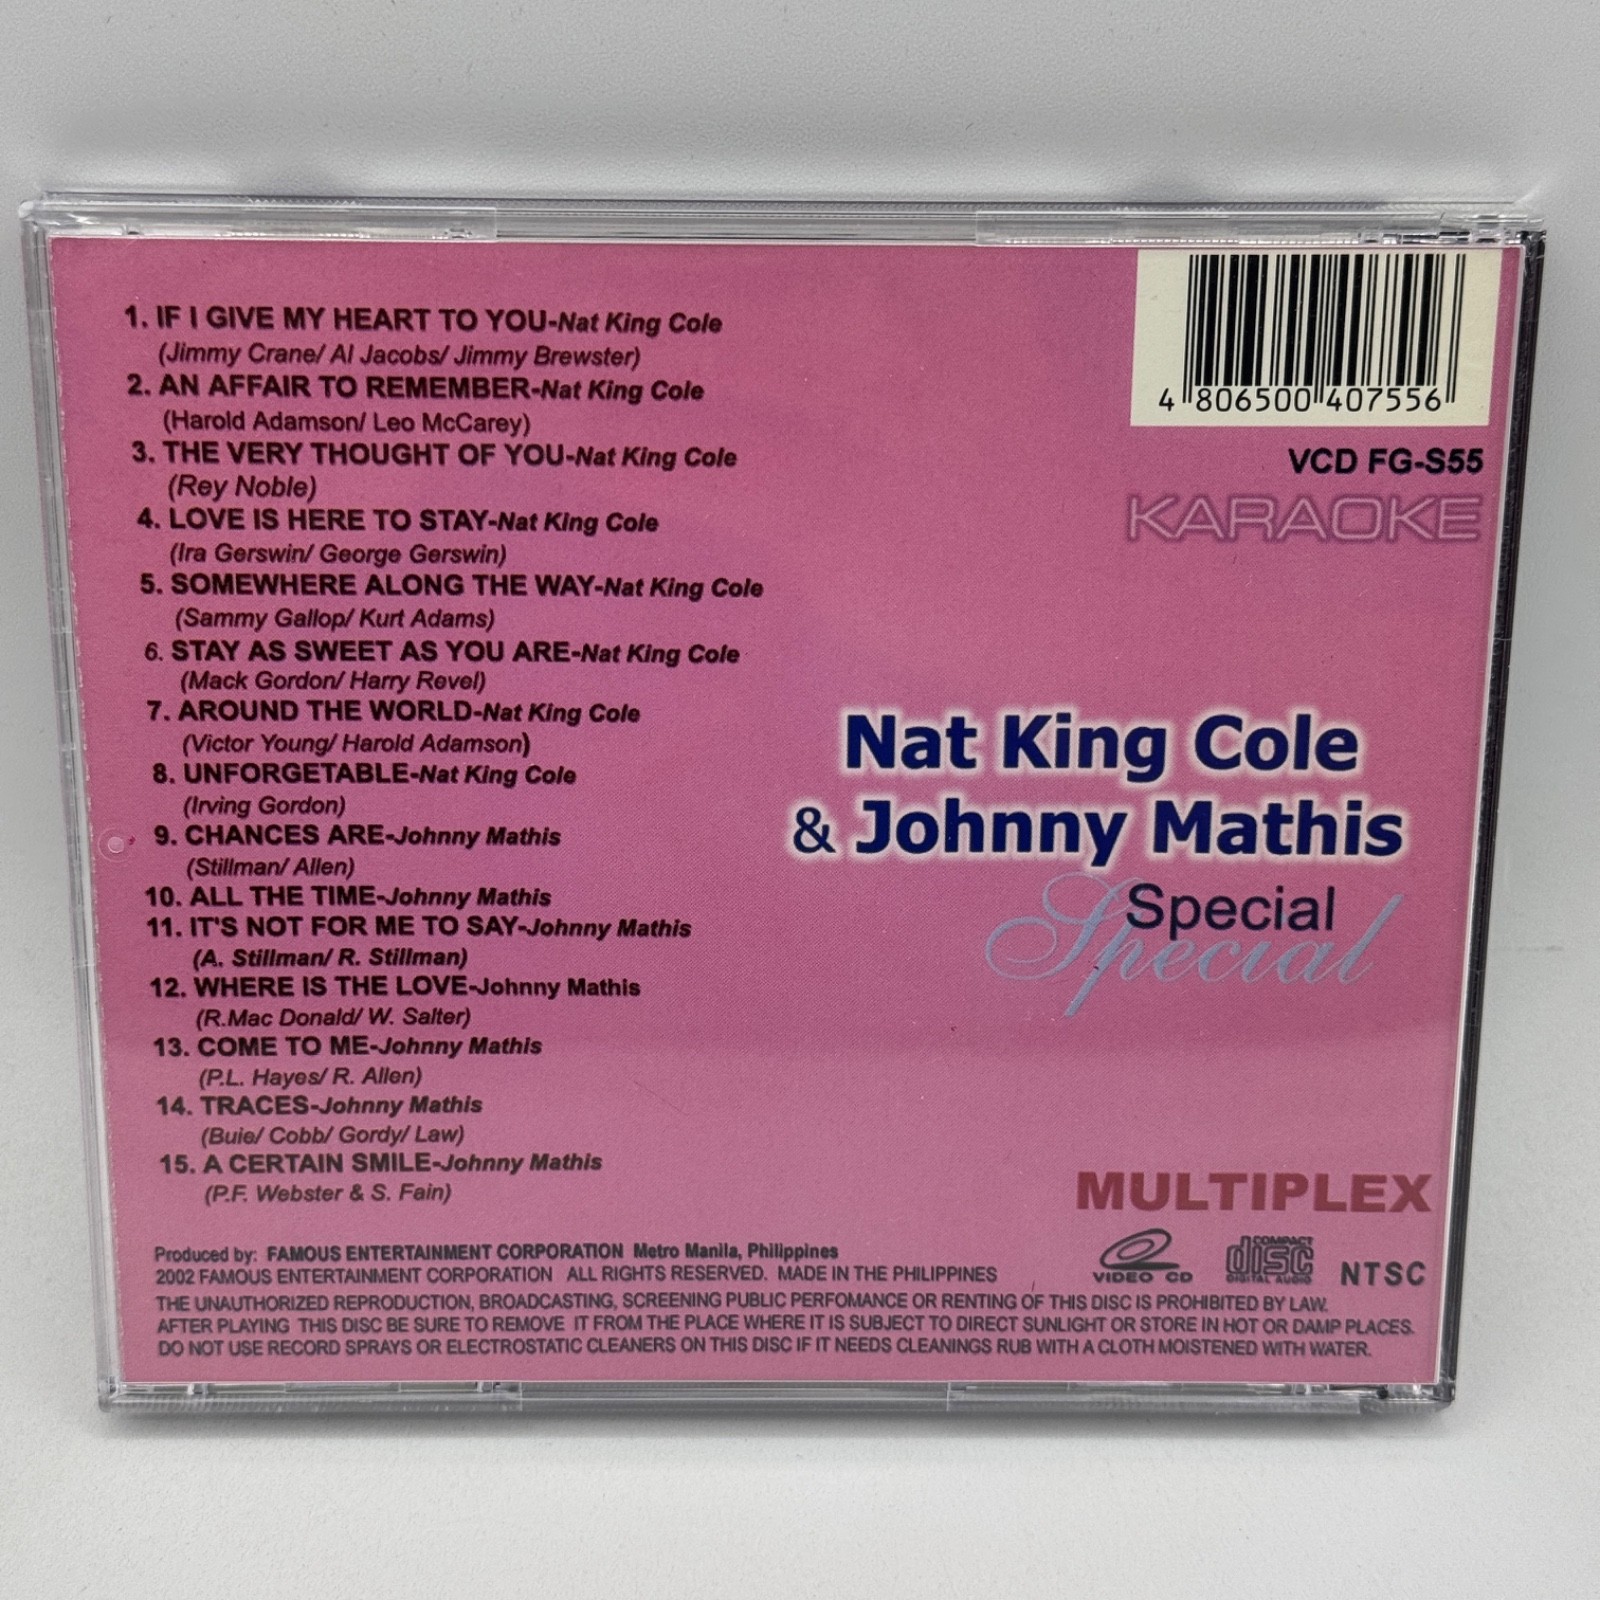 1. IF I GIVE MY HEART TO YOU-Nat King Cole
(Jimmy Crane/ Al Jacobs/ Jimmy Brewster)
2. AN AFFAIR TO REMEMBER-Nat King Cole
(Harold Adamson/ Leo McCarey)
3. THE VERY THOUGHT OF YOU-Nat King Cole
(Rey Noble)
4. LOVE IS HERE TO STAY-Nat King Cole
(Ira Gerswin/ George Gerswin)
5. SOMEWHERE ALONG THE WAY-Nat King Cole
(Sammy Gallop/ Kurt Adams)
6. STAY AS SWEET AS YOU ARE-Nat King Cole
(Mack Gordon/ Harry Revel)
7. AROUND THE WORLD-Nat King Cole
(Victor Young/ Harold Adamson)
8. UNFORGETABLE-Nat King Cole
(Irving Gordon)
9. CHANCES ARE-Johnny Mathis
(Stillman/ Allen)
10. ALL THE TIME-Johnny Mathis
11. IT'S NOT FOR ME TO SAY-Johnny Mathis
(A. Stillman/ R. Stillman)
12. WHERE IS THE LOVE-Johnny Mathis
(R.Mac Donald/ W. Salter)
13. COME TO ME-Johnny Mathis
(P.L. Hayes/ R. Allen)
14. TRACES-Johnny Mathis
(Buie/ Cobb/ Gordy/ Law)
15. A CERTAIN SMILE-Johnny Mathis
(P.F. Webster & S. Fain)
4 806500 407556
VCD FG-S55
KARAOKE
Nat King Cole
& Johnny Mathis
Special
Special
MULTIPLEX
VIDEO CD
COMPACT
disc
DIGITAL AUDIO
NTSC
Produced by: FAMOUS ENTERTAINMENT CORPORATION Metro Manila, Philippines
2002 FAMOUS ENTERTAINMENT CORPORATION ALL RIGHTS RESERVED. MADE IN THE PHILIPPINES
THE UNAUTHORIZED REPRODUCTION, BROADCASTING, SCREENING PUBLIC PERFOMANCE OR RENTING OF THIS DISC IS PROHIBITED BY LAW.
AFTER PLAYING THIS DISC BE SURE TO REMOVE IT FROM THE PLACE WHERE IT IS SUBJECT TO DIRECT SUNLIGHT OR STORE IN HOT OR DAMP PLACES.
DO NOT USE RECORD SPRAYS OR ELECTROSTATIC CLEANERS ON THIS DISC IF IT NEEDS CLEANINGS RUB WITH A CLOTH MOISTENED WITH WATER.